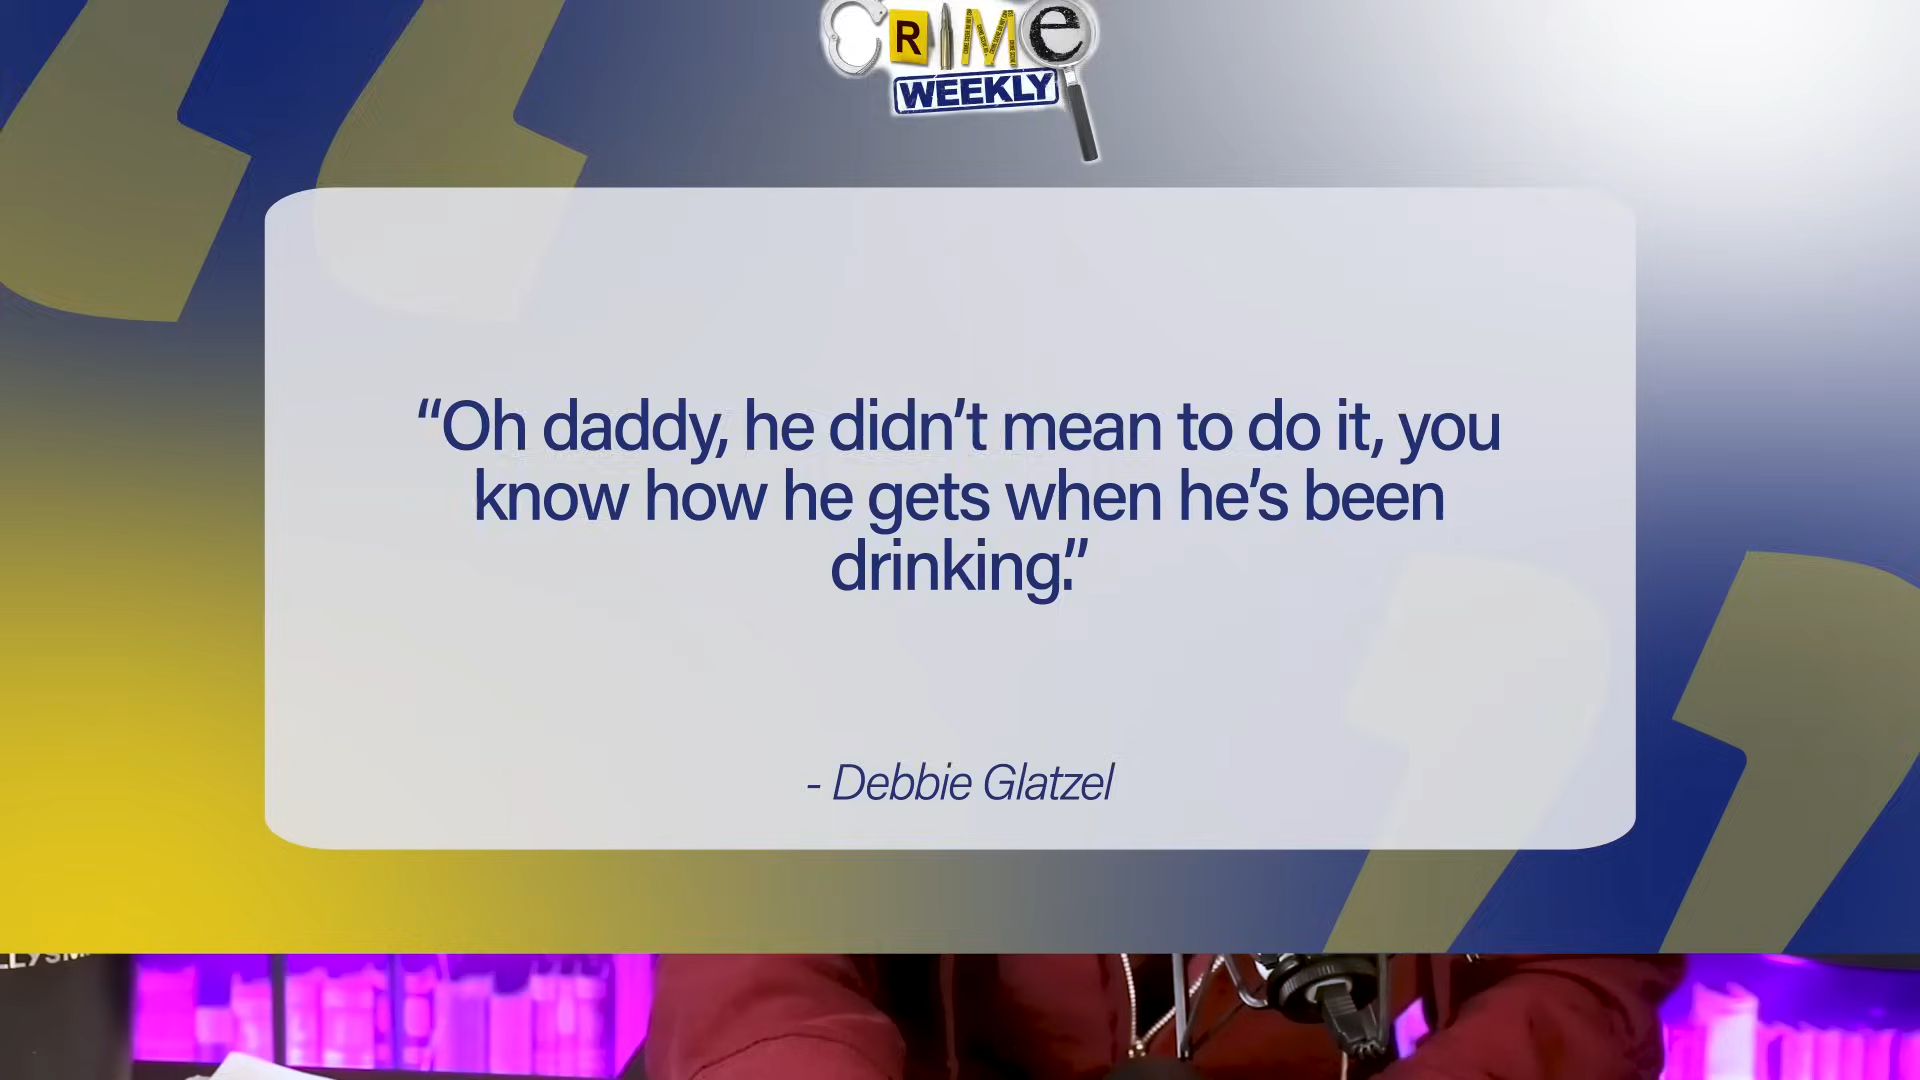 CRIMe
WEEKLY
“Oh daddy, he didn’t mean to do it, you
know how he gets when he’s been
drinking.”
- Debbie Glatzel